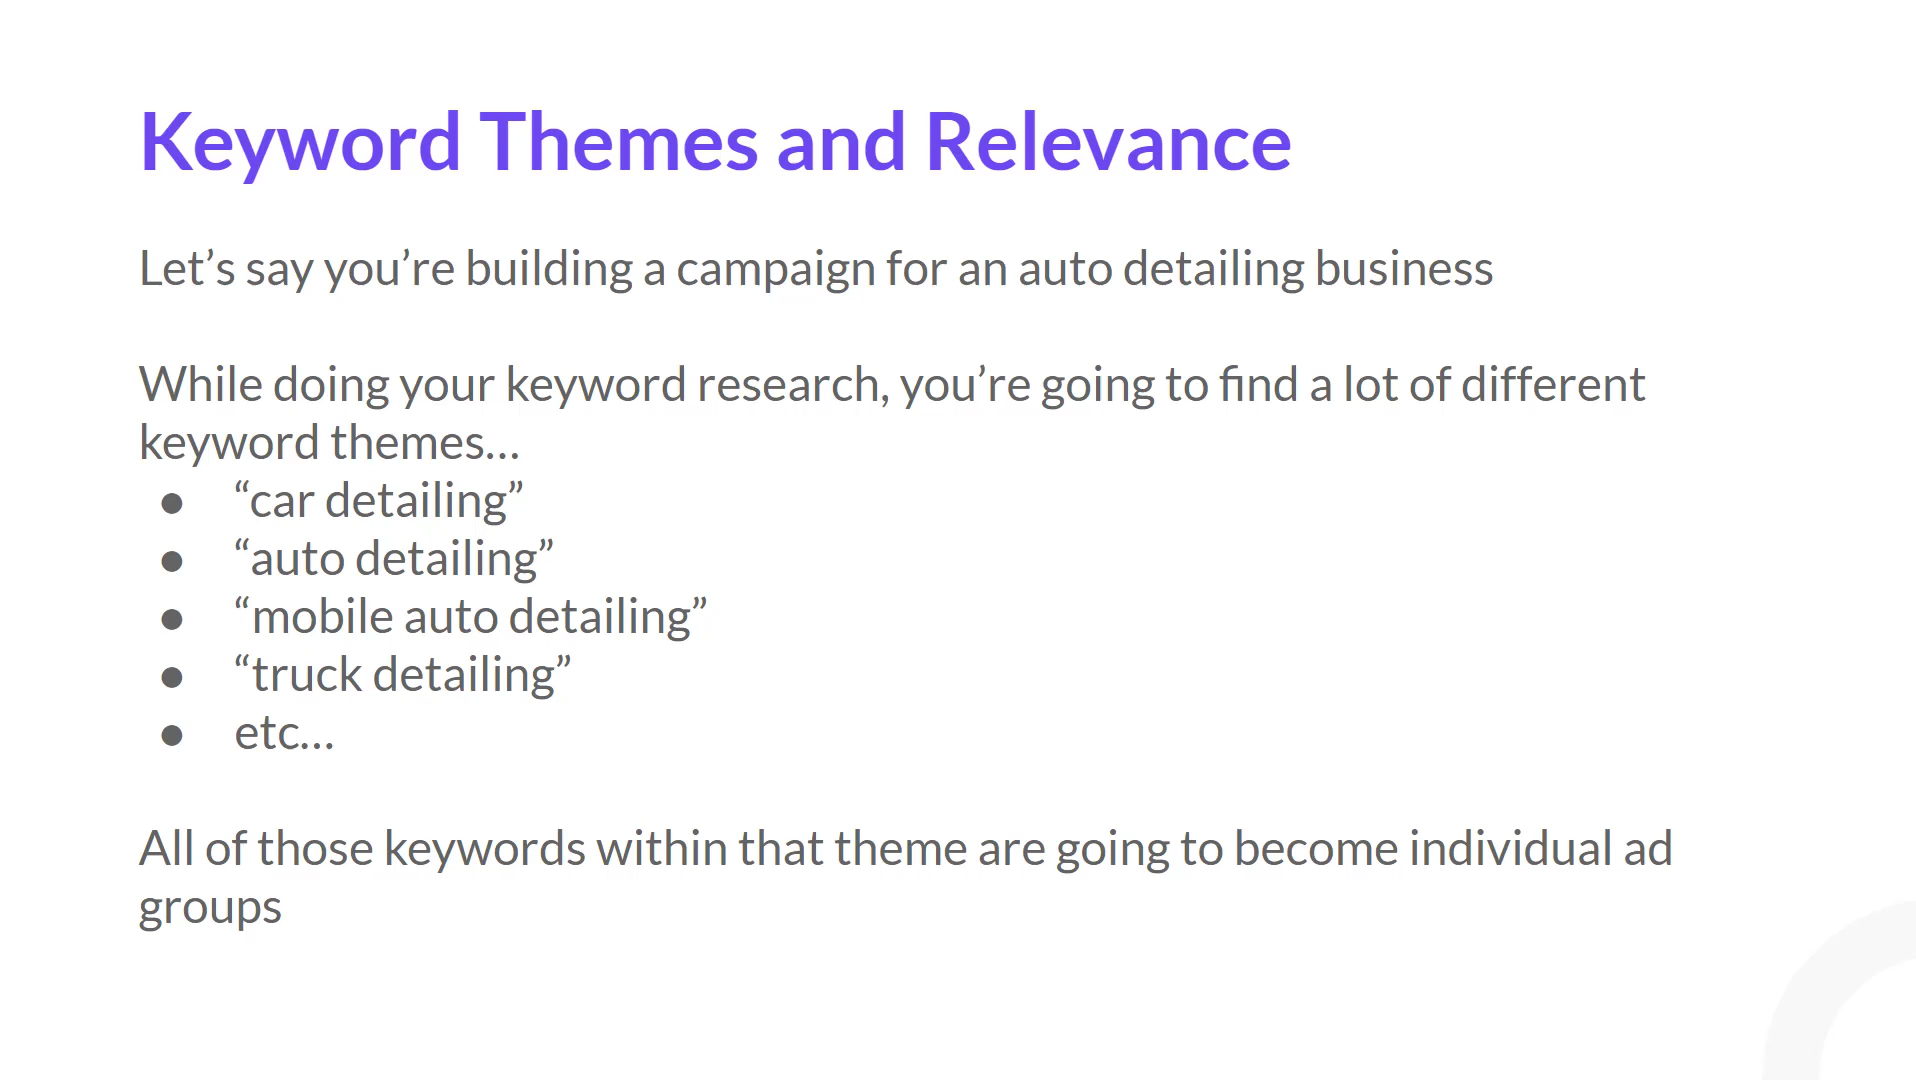 Keyword Themes and Relevance
Let’s say you’re building a campaign for an auto detailing business
While doing your keyword research, you’re going to find a lot of different
keyword themes…
● “car detailing”
● “auto detailing”
● “mobile auto detailing”
● “truck detailing”
● etc…
All of those keywords within that theme are going to become individual ad
groups